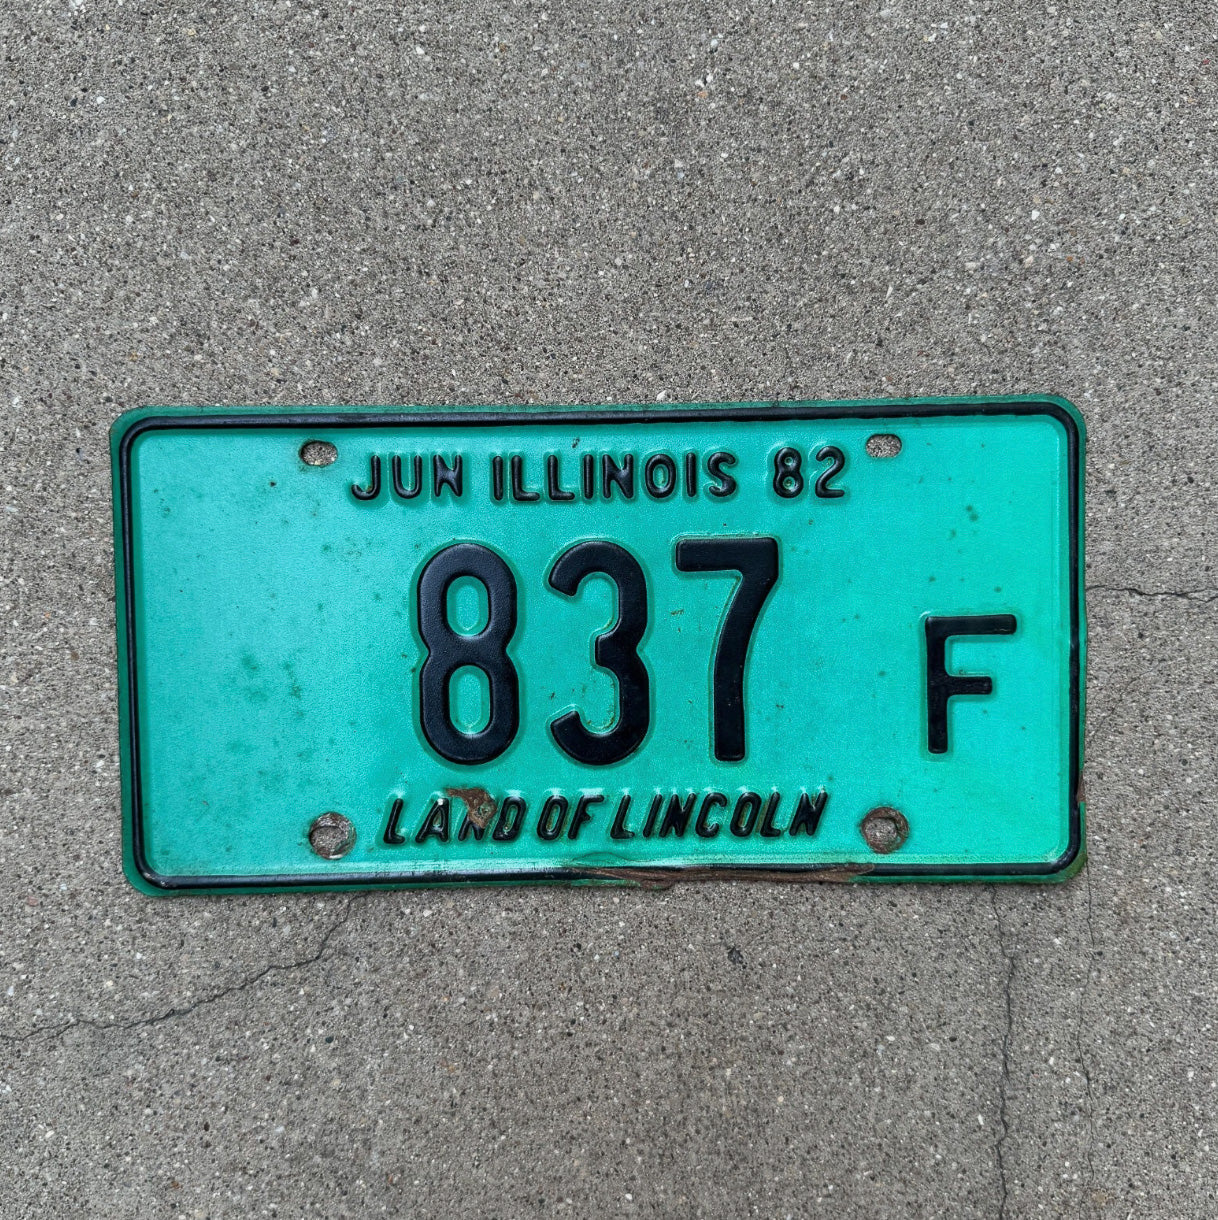 JUN ILLINOIS 82
837 F
LAND OF LINCOLN